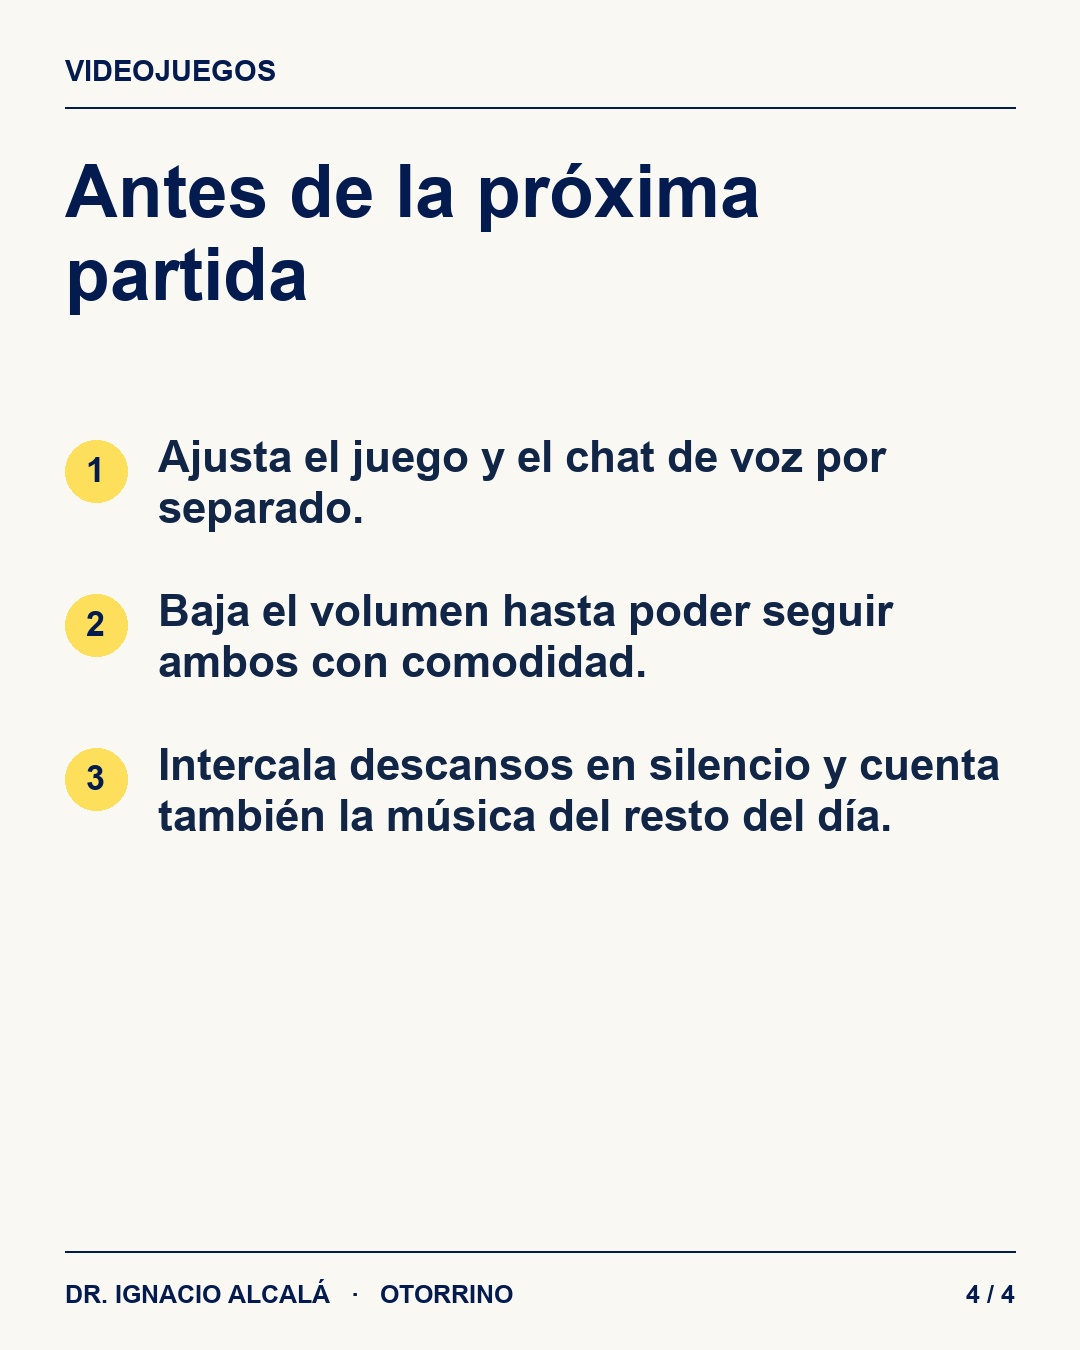 VIDEOJUEGOS
Antes de la próxima
partida
1 Ajusta el juego y el chat de voz por
separado.
2 Baja el volumen hasta poder seguir
ambos con comodidad.
3 Intercala descansos en silencio y cuenta
también la música del resto del día.
DR. IGNACIO ALCALÁ · OTORRINO 4 / 4